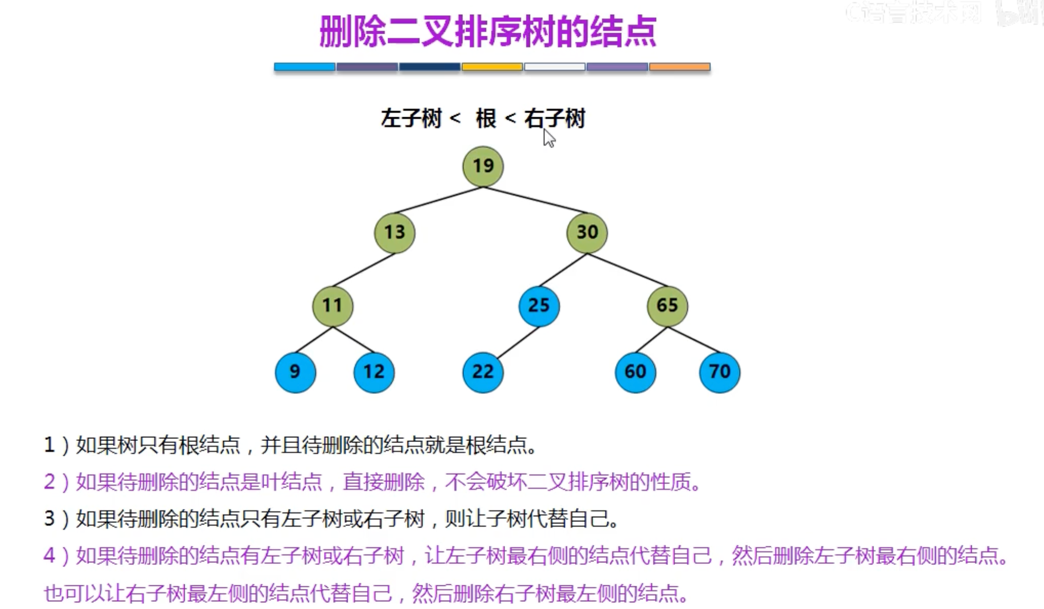 删除二叉排序树的结点
左子树 < 根 < 右子树
19
13 30
11 25 65
9 12 22 60 70
1）如果树只有根结点，并且待删除的结点就是根结点。
2）如果待删除的结点是叶结点，直接删除，不会破坏二叉排序树的性质。
3）如果待删除的结点只有左子树或右子树，则让子树代替自己。
4）如果待删除的结点有左子树或右子树，让左子树最右侧的结点代替自己，然后删除左子树最右侧的结点。
也可以让右子树最左侧的结点代替自己，然后删除右子树最左侧的结点。